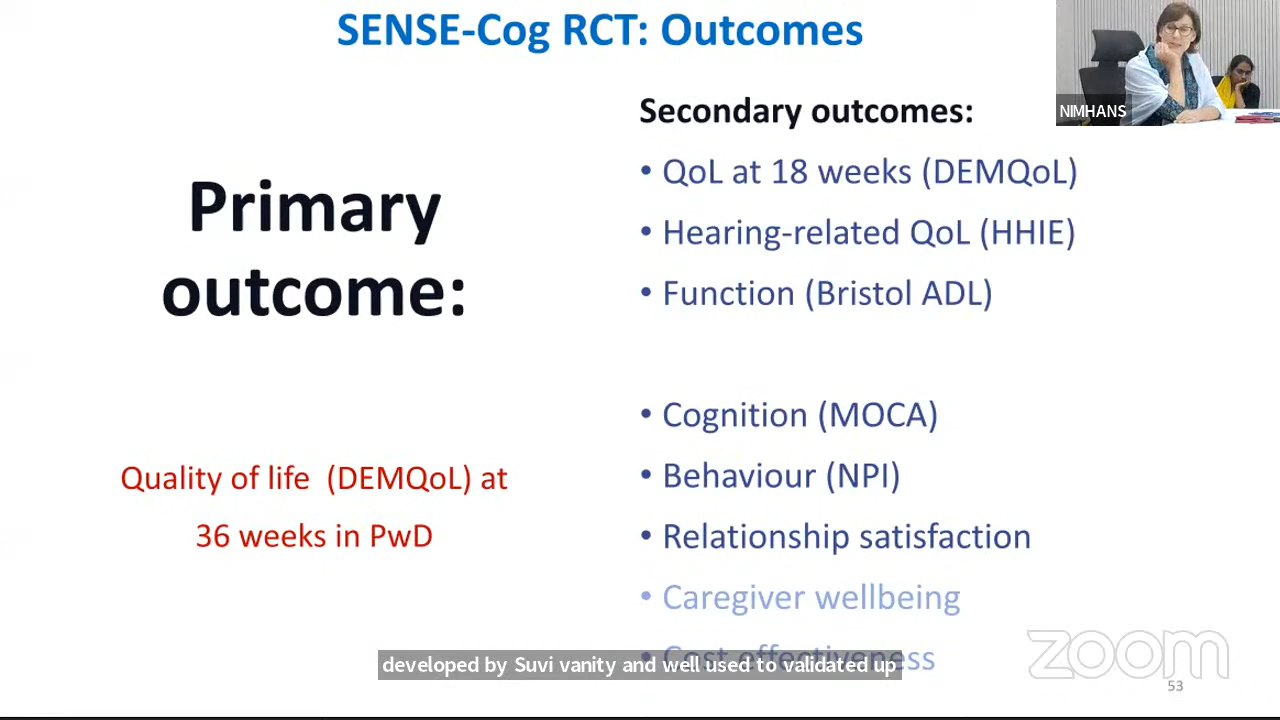 SENSE-Cog RCT: Outcomes
Primary
outcome:
Quality of life (DEMQoL) at
36 weeks in PwD
Secondary outcomes:
• QoL at 18 weeks (DEMQoL)
• Hearing-related QoL (HHIE)
• Function (Bristol ADL)
• Cognition (MOCA)
• Behaviour (NPI)
• Relationship satisfaction
• Caregiver wellbeing
• Cost effectiveness
NIMHANS
developed by Suvi vanity and well used to validated up
zoom
53